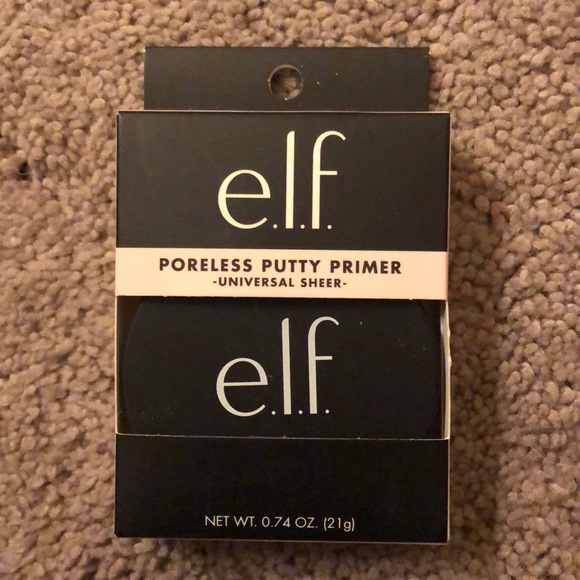 e.l.f.
PORELESS PUTTY PRIMER
-UNIVERSAL SHEER-
e.l.f.
NET WT. 0.74 OZ. (21g)